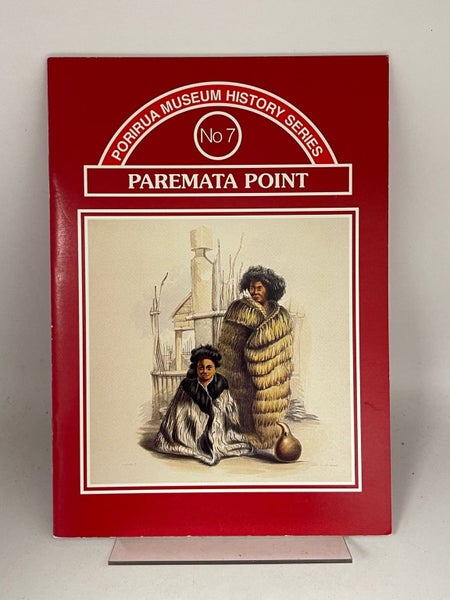 PORIRUA MUSEUM HISTORY SERIES
No 7
PAREMATA POINT